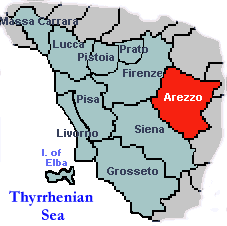 Massa Carrara
Lucca
Prato
Pistoia
Firenze
Arezzo
Pisa
Livorno
Siena
I. of
Elba
Grosseto
Thyrrhenian
Sea